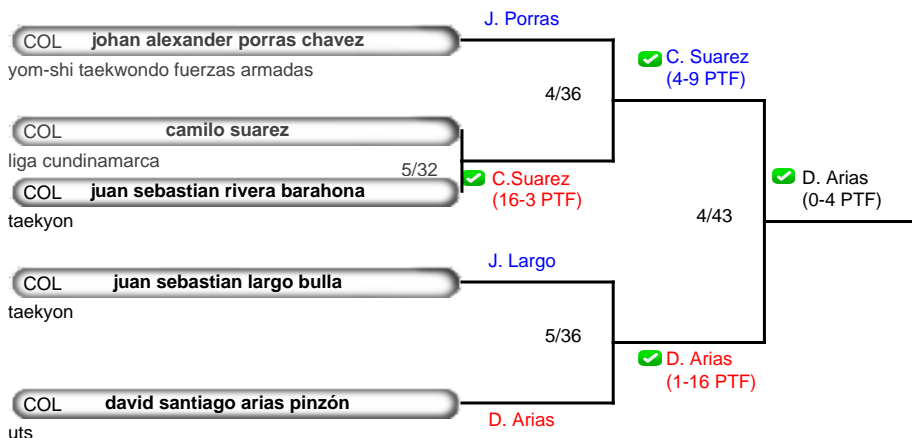 J. Porras
COL johan alexander porras chavez
yom-shi taekwondo fuerzas armadas
C. Suarez
(4-9 PTF)
4/36
COL camilo suarez
liga cundinamarca
5/32
C.Suarez
(16-3 PTF)
COL juan sebastian rivera barahona
taekyon
D. Arias
(0-4 PTF)
4/43
J. Largo
COL juan sebastian largo bulla
taekyon
5/36
D. Arias
(1-16 PTF)
COL david santiago arias pinzón
D. Arias
uts